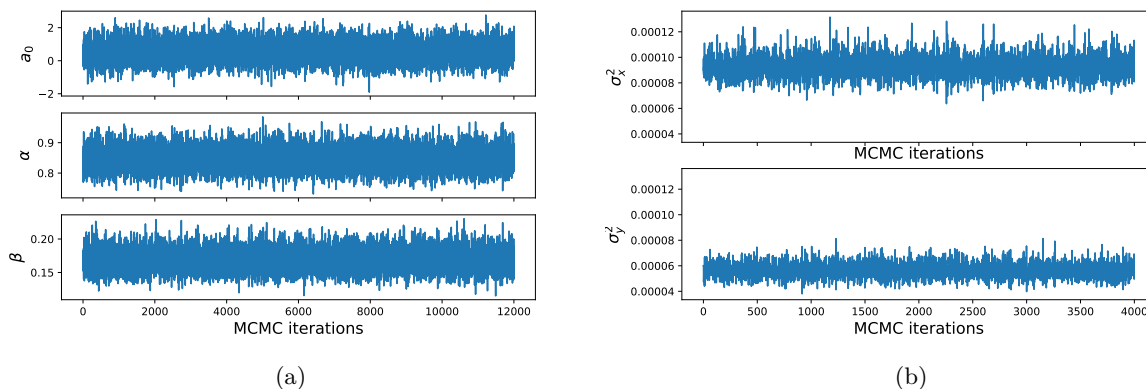 2
0
−2
a₀
0.9
0.8
α
0.20
0.15
β
0 2000 4000 6000 8000 10000 12000
MCMC iterations
(a)
0.00012
0.00010
0.00008
0.00006
0.00004
σ²ₓ
MCMC iterations
0.00012
0.00010
0.00008
0.00006
0.00004
σ²ᵧ
0 500 1000 1500 2000 2500 3000 3500 4000
MCMC iterations
(b)